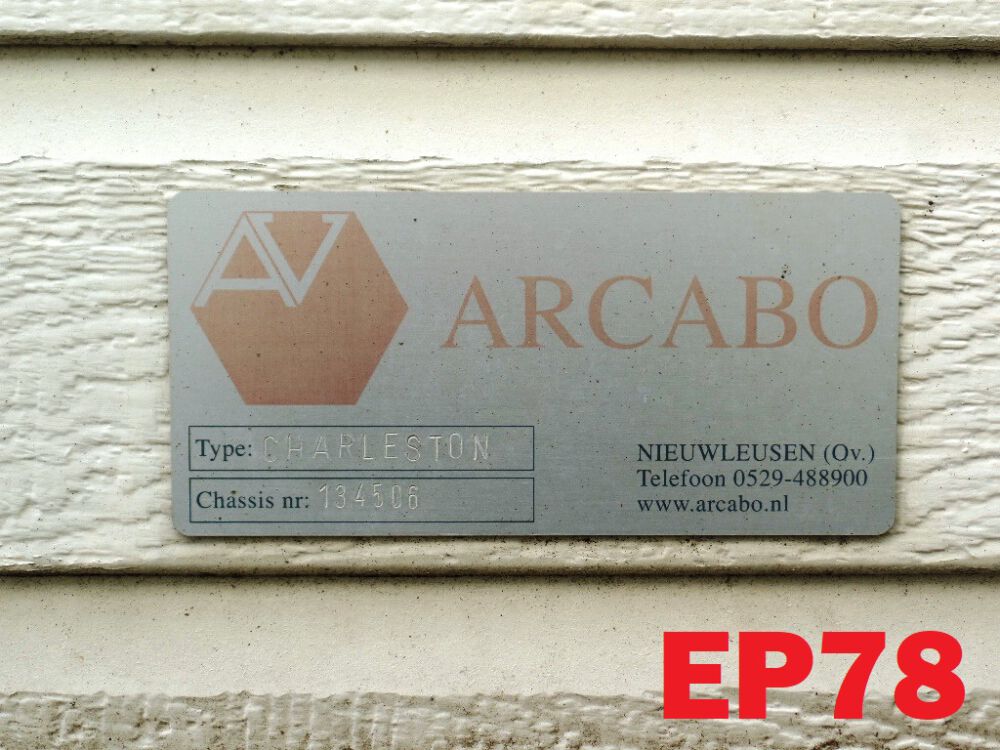 AV
ARCABO
Type: CHARLESTON
Chassis nr: 134506
NIEUWLEUSEN (Ov.)
Telefoon 0529-488900
www.arcabo.nl
EP78